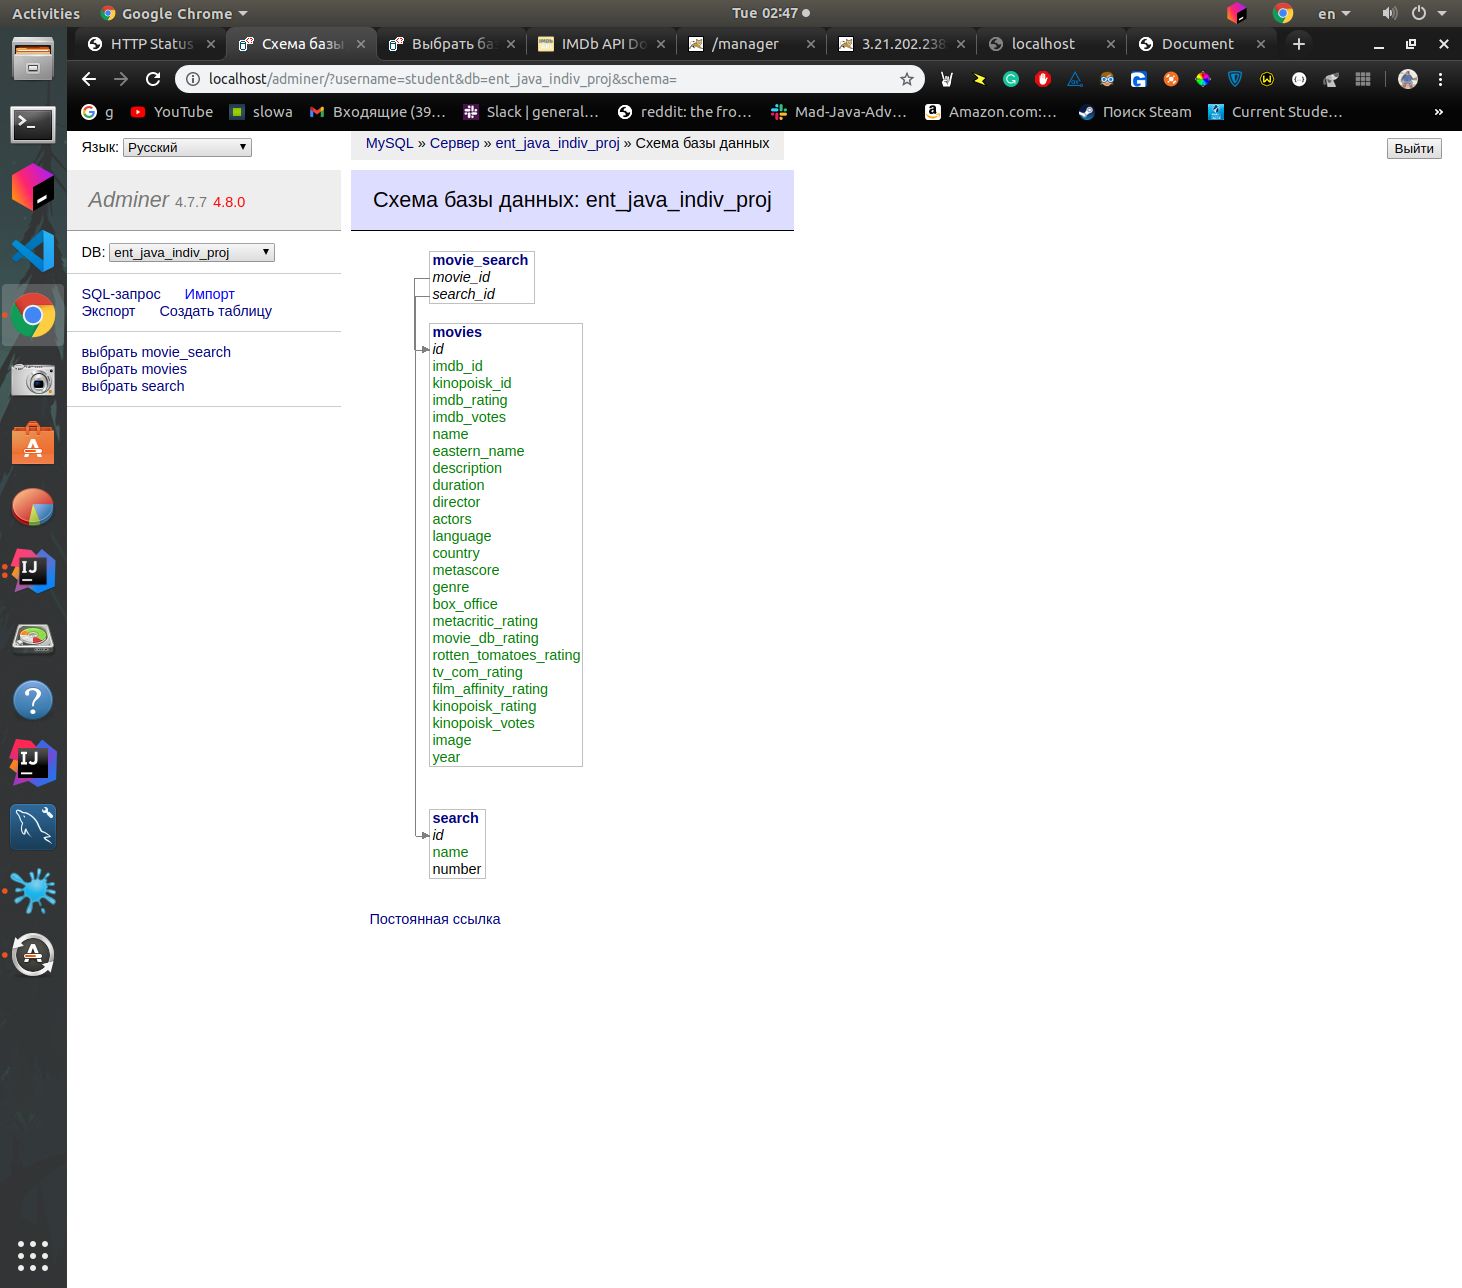 Activities Google Chrome Tue 02:47 en
HTTP Status Схема базы Выбрать ба IMDb API Do /manager 3.21.202.238 localhost Document
localhost/adminer/?username=student&db=ent_java_indiv_proj&schema=
g YouTube slowa Входящие (39… Slack | general… reddit: the fro… Mad-Java-Adv… Amazon.com:… Поиск Steam Current Stude… »
Язык: Русский
MySQL » Сервер » ent_java_indiv_proj » Схема базы данных
Выйти
Adminer 4.7.7 4.8.0
Схема базы данных: ent_java_indiv_proj
DB: ent_java_indiv_proj
SQL-запрос Импорт
Экспорт Создать таблицу
выбрать movie_search
выбрать movies
выбрать search
movie_search
movie_id
search_id
movies
id
imdb_id
kinopoisk_id
imdb_rating
imdb_votes
name
eastern_name
description
duration
director
actors
language
country
metascore
genre
box_office
metacritic_rating
movie_db_rating
rotten_tomatoes_rating
tv_com_rating
film_affinity_rating
kinopoisk_rating
kinopoisk_votes
image
year
search
id
name
number
Постоянная ссылка